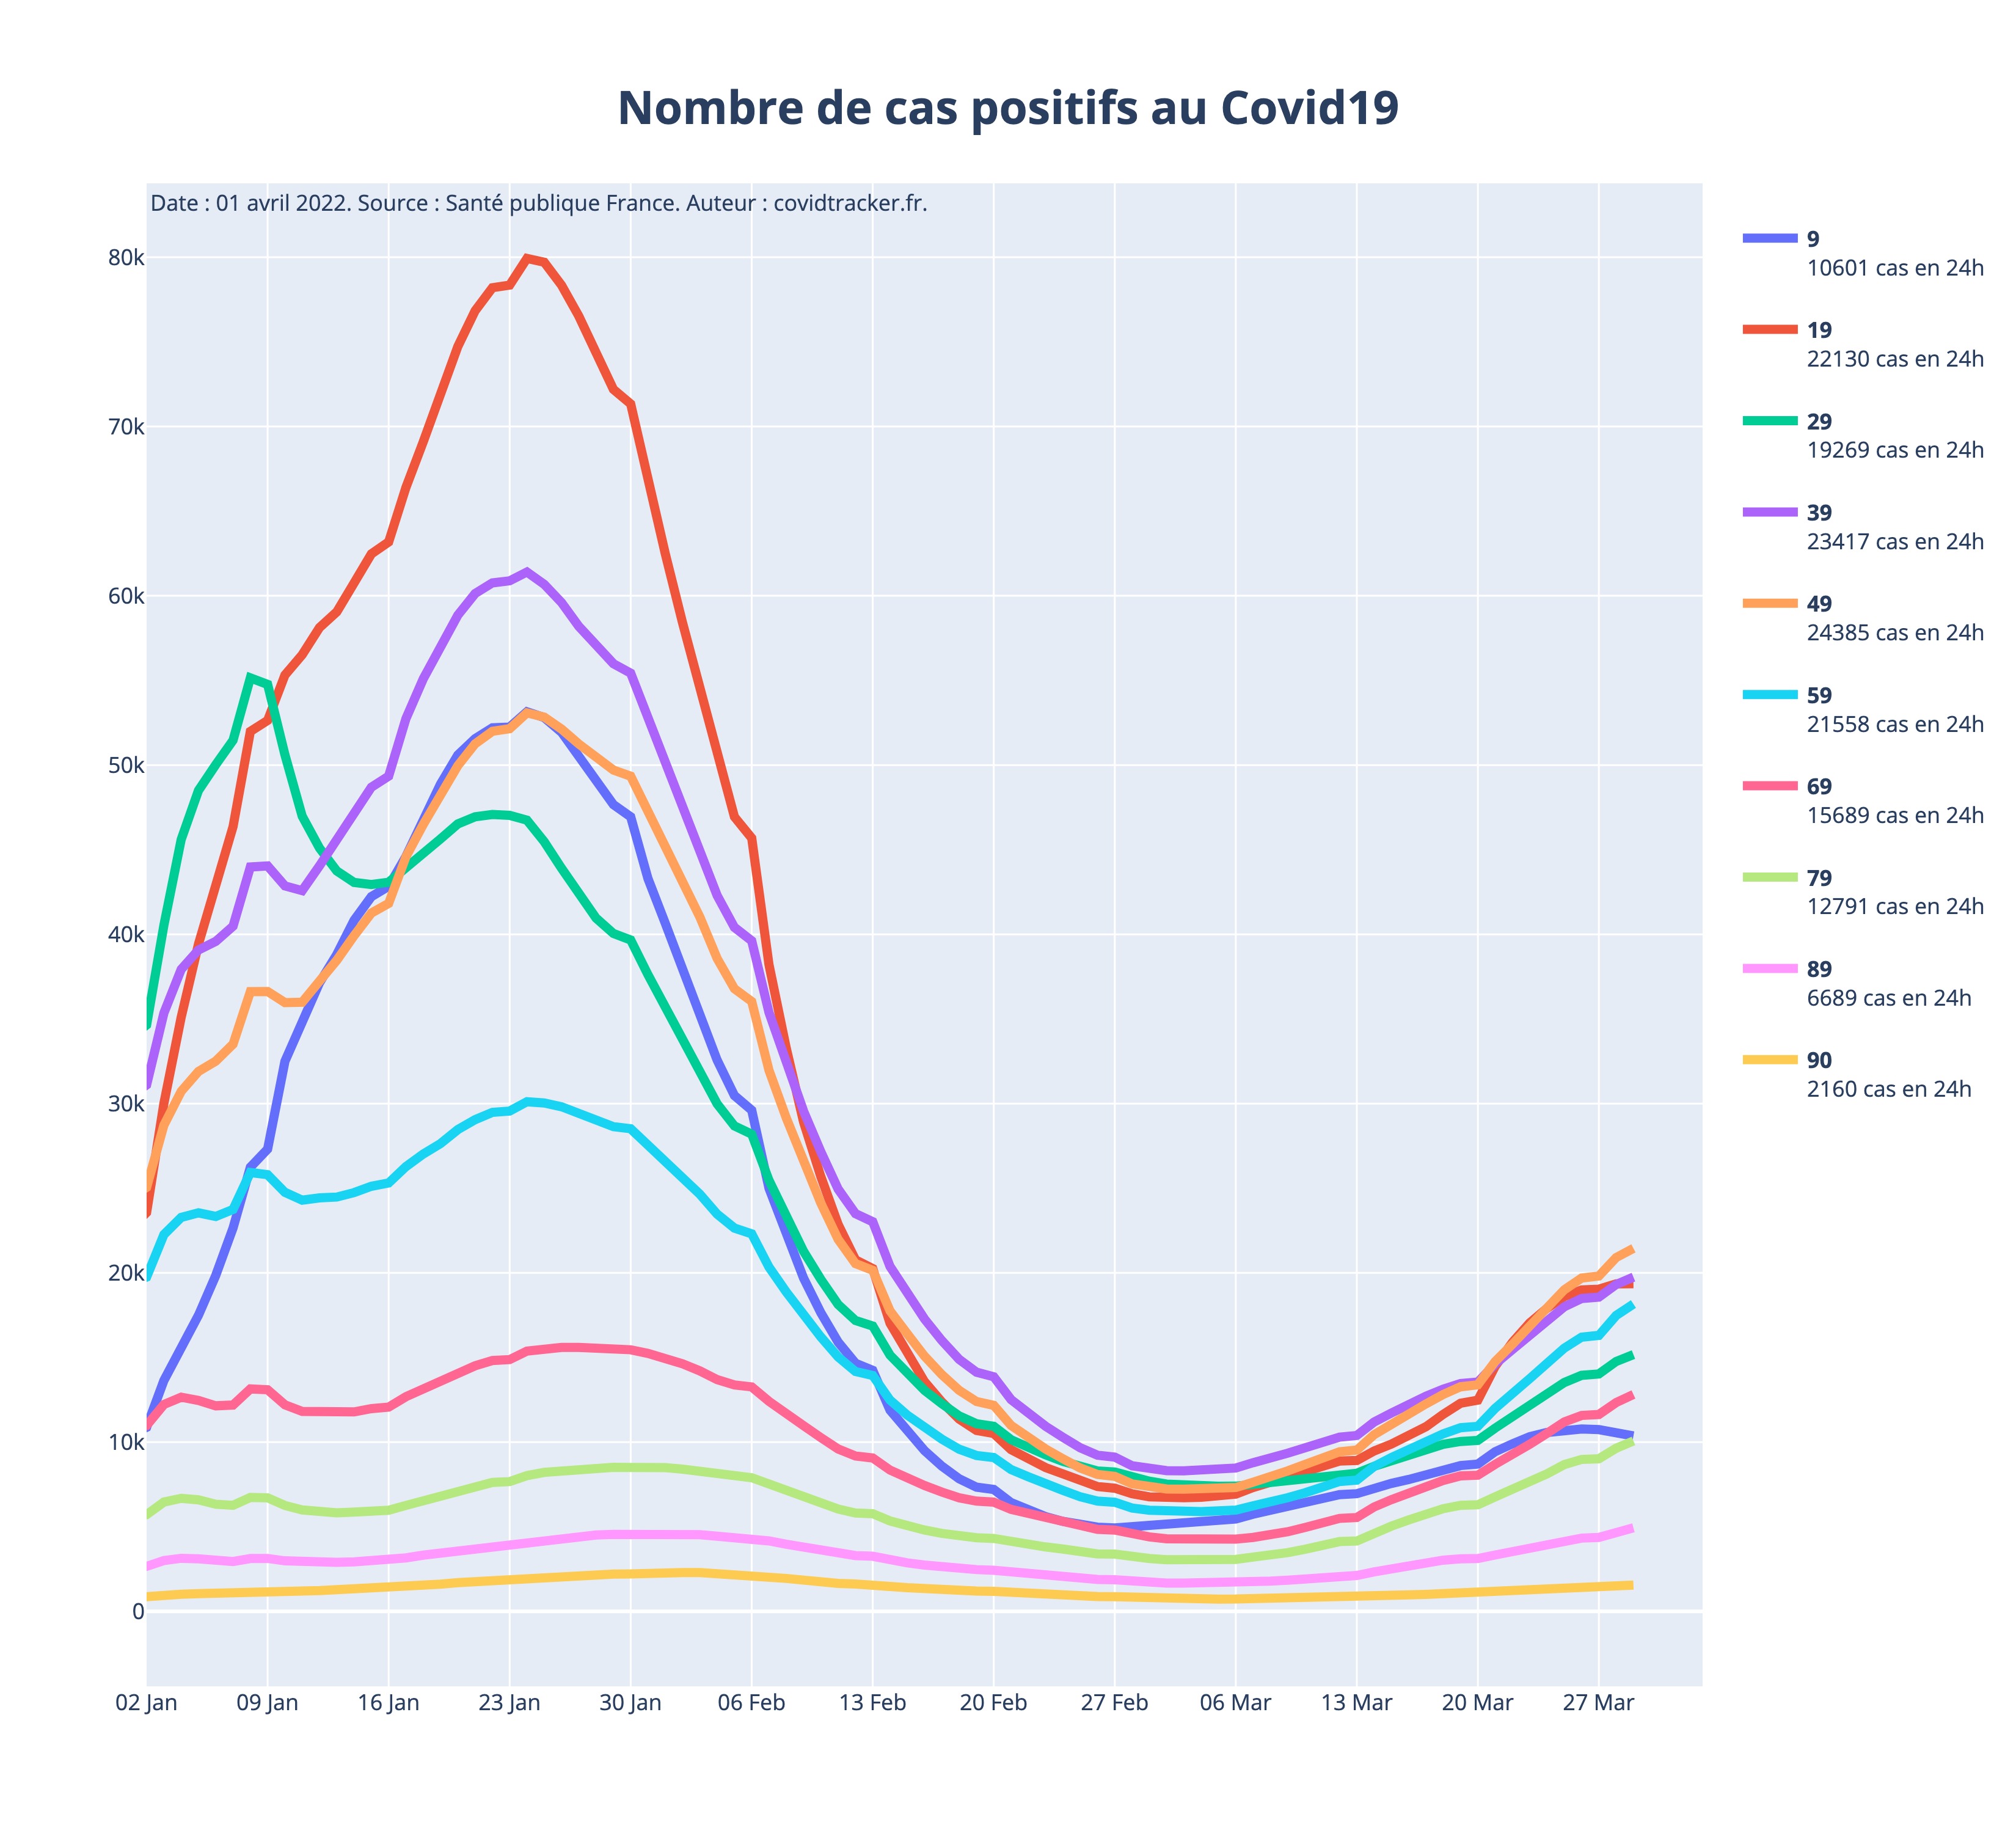 Nombre de cas positifs au Covid19
Date : 01 avril 2022. Source : Santé publique France. Auteur : covidtracker.fr.
80k
70k
60k
50k
40k
30k
20k
10k
0
02 Jan
09 Jan
16 Jan
23 Jan
30 Jan
06 Feb
13 Feb
20 Feb
27 Feb
06 Mar
13 Mar
20 Mar
27 Mar
9
10601 cas en 24h
19
22130 cas en 24h
29
19269 cas en 24h
39
23417 cas en 24h
49
24385 cas en 24h
59
21558 cas en 24h
69
15689 cas en 24h
79
12791 cas en 24h
89
6689 cas en 24h
90
2160 cas en 24h